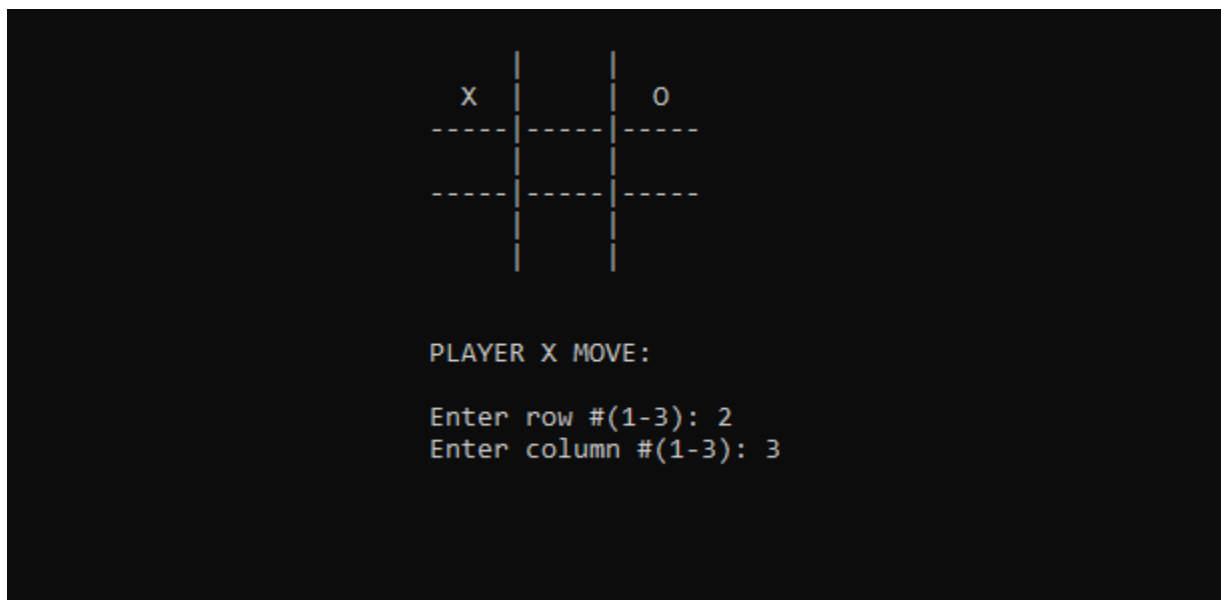 |     |
  X  |     |  O
-----|-----|-----
     |     |
-----|-----|-----
     |     |
     |     |
PLAYER X MOVE:
Enter row #(1-3): 2
Enter column #(1-3): 3